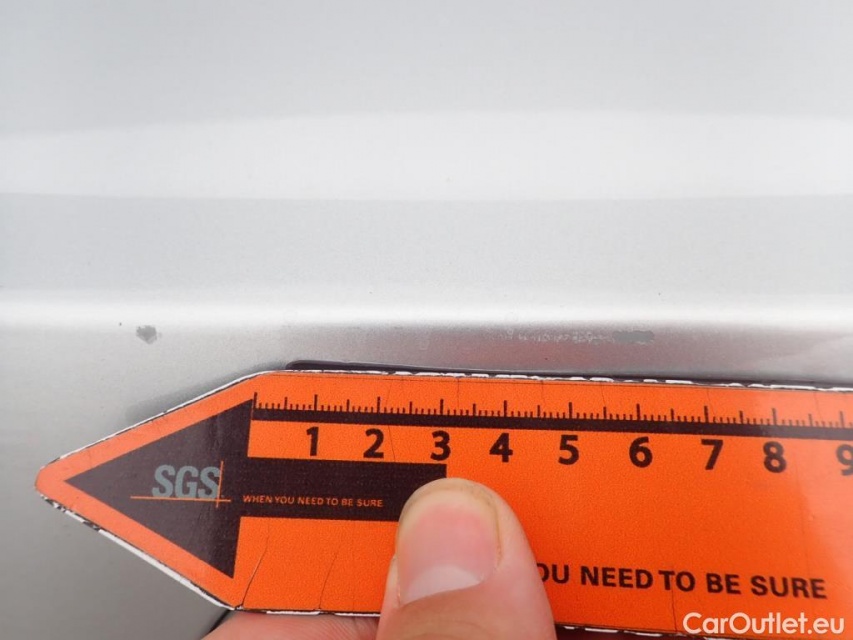 1 2 3 4 5 6 7 8 9
SGS
WHEN YOU NEED TO BE SURE
OU NEED TO BE SURE
CarOutlet.eu